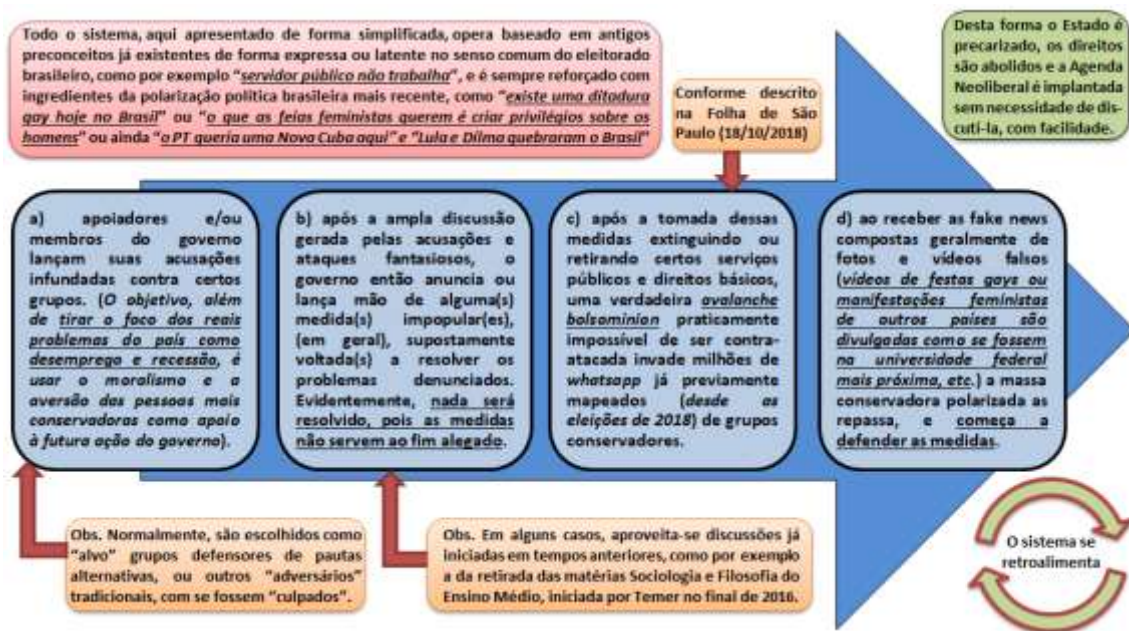 Todo o sistema, aqui apresentado de forma simplificada, opera baseado em antigos
preconceitos já existentes de forma expressa ou latente no senso comum do eleitorado
brasileiro, como por exemplo “servidor público não trabalha”, e é sempre reforçado com
ingredientes da polarização política brasileira mais recente, como “existe uma ditadura
gay hoje no Brasil” ou “o que as feias feministas querem é criar privilégios sobre os
homens” ou ainda “o PT queria uma Nova Cuba aqui” e “Lula e Dilma quebraram o Brasil”
Conforme descrito
na Folha de São
Paulo (18/10/2018)
Desta forma o Estado é
precarizado, os direitos
são abolidos e a Agenda
Neoliberal é implantada
sem necessidade de dis-
cuti-la, com facilidade.
a) apoiadores e/ou
membros do governo
lançam suas acusações
infundadas contra certos
grupos. (O objetivo, além
de tirar o foco dos reais
problemas do país como
desemprego e recessão, é
usar o moralismo e a
aversão das pessoas mais
conservadoras como apoio
à futura ação do governo).
b) após a ampla discussão
gerada pelas acusações e
ataques fantasiosos, o
governo então anuncia ou
lança mão de alguma(s)
medida(s) impopular(es),
(em geral), supostamente
voltada(s) a resolver os
problemas denunciados.
Evidentemente, nada será
resolvido, pois as medidas
não servem ao fim alegado.
c) após a tomada dessas
medidas extinguindo ou
retirando certos serviços
públicos e direitos básicos,
uma verdadeira avalanche
bolsominion praticamente
impossível de ser contra-
atacada invade milhões de
whatsapp já previamente
mapeados (desde as
eleições de 2018) de grupos
conservadores.
d) ao receber as fake news
compostas geralmente de
fotos e vídeos falsos
(vídeos de festas gays ou
manifestações feministas
de outros países são
divulgadas como se fossem
na universidade federal
mais próxima, etc.) a massa
conservadora polarizada as
repassa, e começa a
defender as medidas.
Obs. Normalmente, são escolhidos como
“alvo” grupos defensores de pautas
alternativas, ou outros “adversários”
tradicionais, com se fossem “culpados”.
Obs. Em alguns casos, aproveita-se discussões já
iniciadas em tempos anteriores, como por exemplo
a da retirada das matérias Sociologia e Filosofia do
Ensino Médio, iniciada por Temer no final de 2016.
O sistema se
retroalimenta